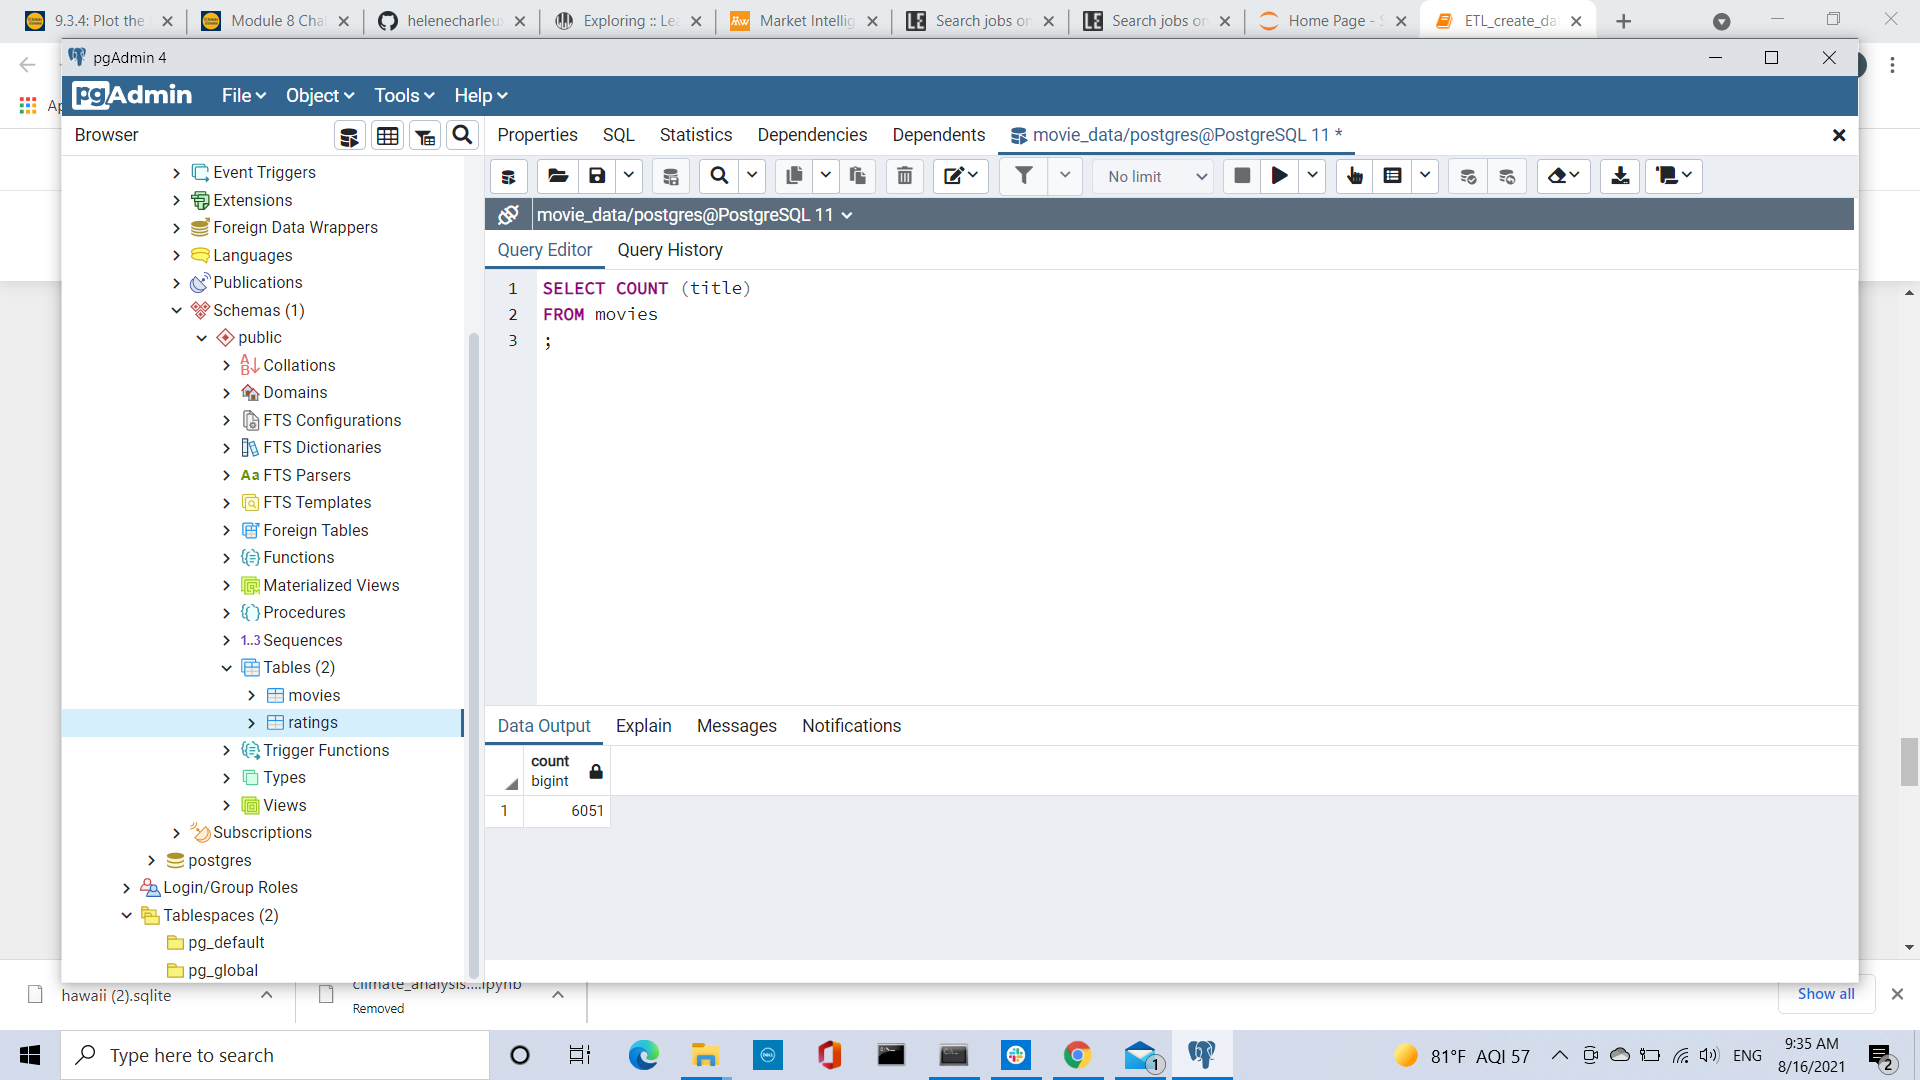 9.3.4: Plot the
Module 8 Cha
helenecharleu
Exploring :: Le
Market Intellig
Search jobs on
Search jobs on
Home Page - S
ETL_create_da
pgAdmin 4
pgAdmin
File
Object
Tools
Help
Browser
Properties
SQL
Statistics
Dependencies
Dependents
movie_data/postgres@PostgreSQL 11 *
No limit
movie_data/postgres@PostgreSQL 11
Query Editor
Query History
1 SELECT COUNT (title)
2 FROM movies
3 ;
Event Triggers
Extensions
Foreign Data Wrappers
Languages
Publications
Schemas (1)
public
Collations
Domains
FTS Configurations
FTS Dictionaries
Aa FTS Parsers
FTS Templates
Foreign Tables
Functions
Materialized Views
Procedures
1..3 Sequences
Tables (2)
movies
ratings
Trigger Functions
Types
Views
Subscriptions
postgres
Login/Group Roles
Tablespaces (2)
pg_default
pg_global
Data Output
Explain
Messages
Notifications
count
bigint
1 6051
hawaii (2).sqlite
climate_analysis....ipynb
Removed
Show all
Type here to search
1
81°F AQI 57
ENG
9:35 AM
8/16/2021
2